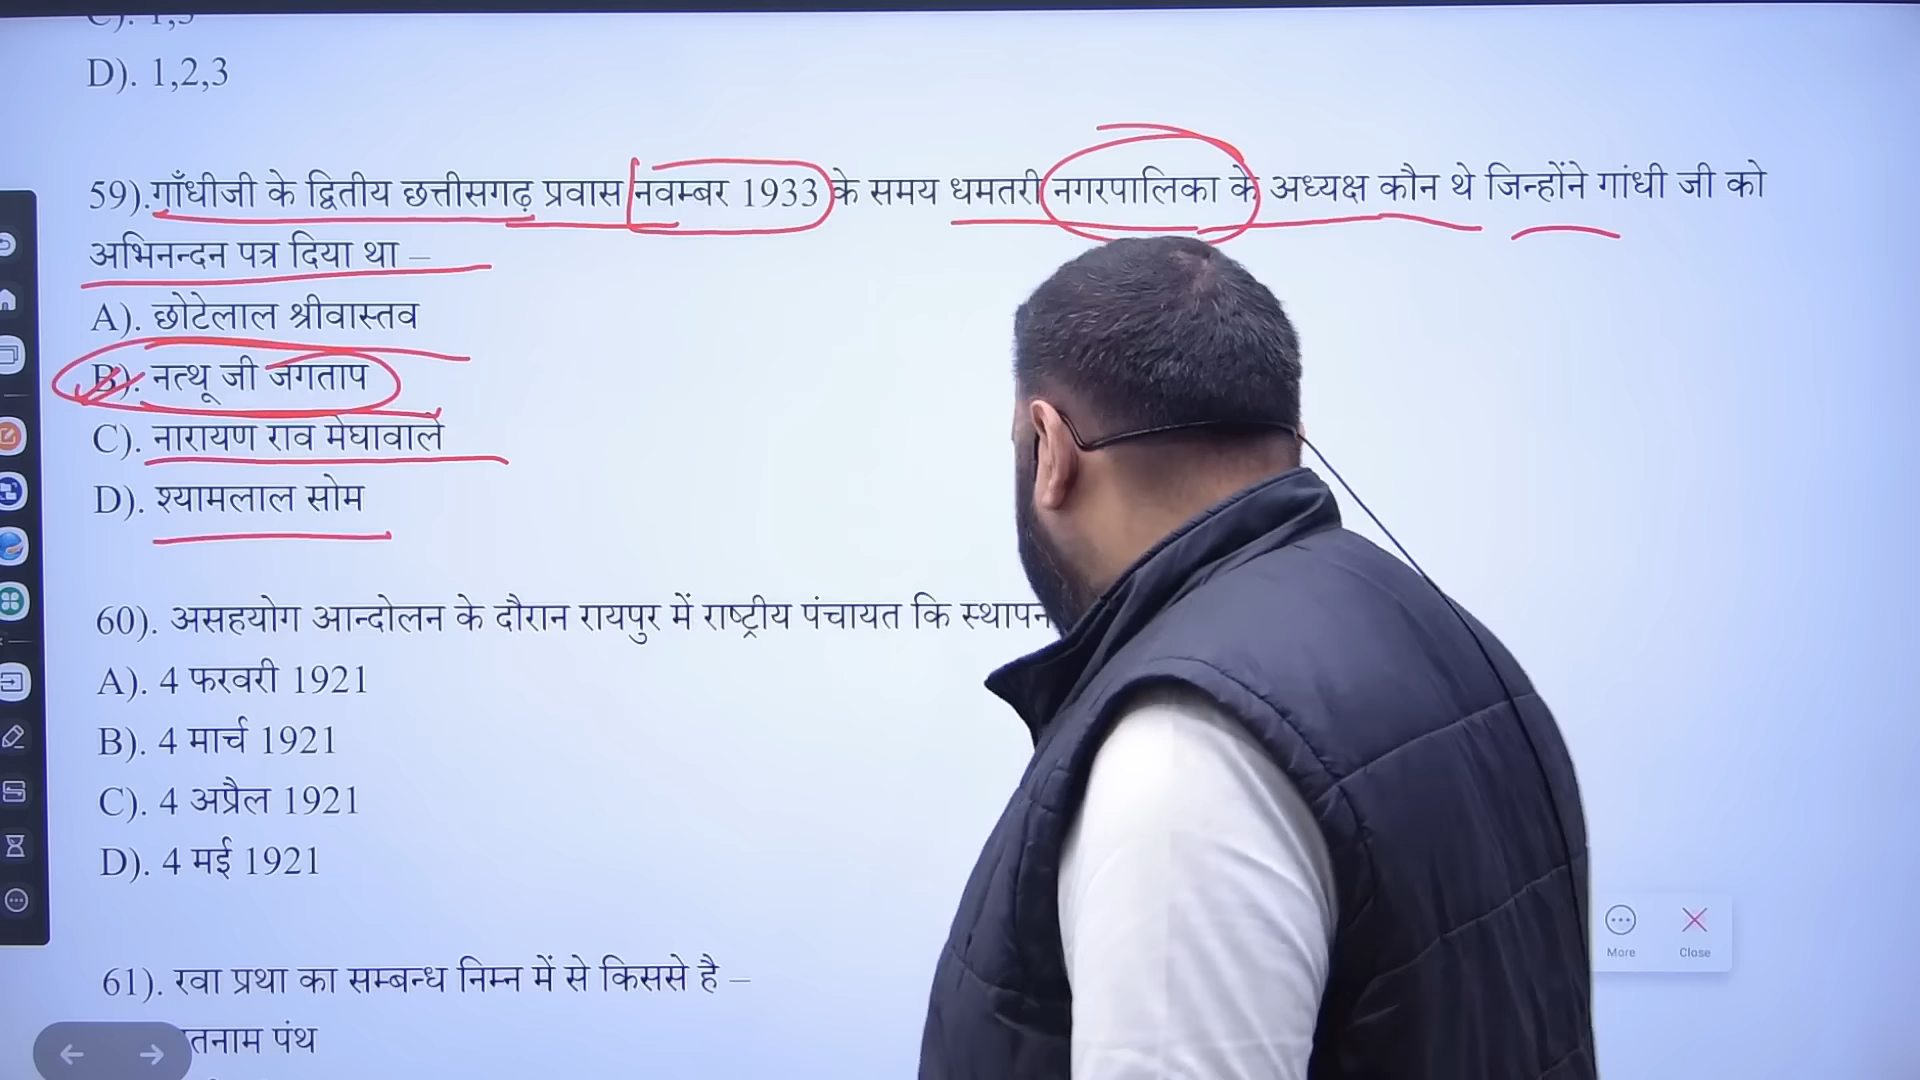 C). 1,3
D). 1,2,3
59).गाँधीजी के द्वितीय छत्तीसगढ़ प्रवास नवम्बर 1933 के समय धमतरी नगरपालिका के अध्यक्ष कौन थे जिन्होंने गांधी जी को
अभिनन्दन पत्र दिया था –
A). छोटेलाल श्रीवास्तव
B). नत्थू जी जगताप
C). नारायण राव मेघावाले
D). श्यामलाल सोम
60). असहयोग आन्दोलन के दौरान रायपुर में राष्ट्रीय पंचायत कि
A). 4 फरवरी 1921
B). 4 मार्च 1921
C). 4 अप्रैल 1921
D). 4 मई 1921
61). रवा प्रथा का सम्बन्ध निम्न में से किससे है –
पंथ
More
Close